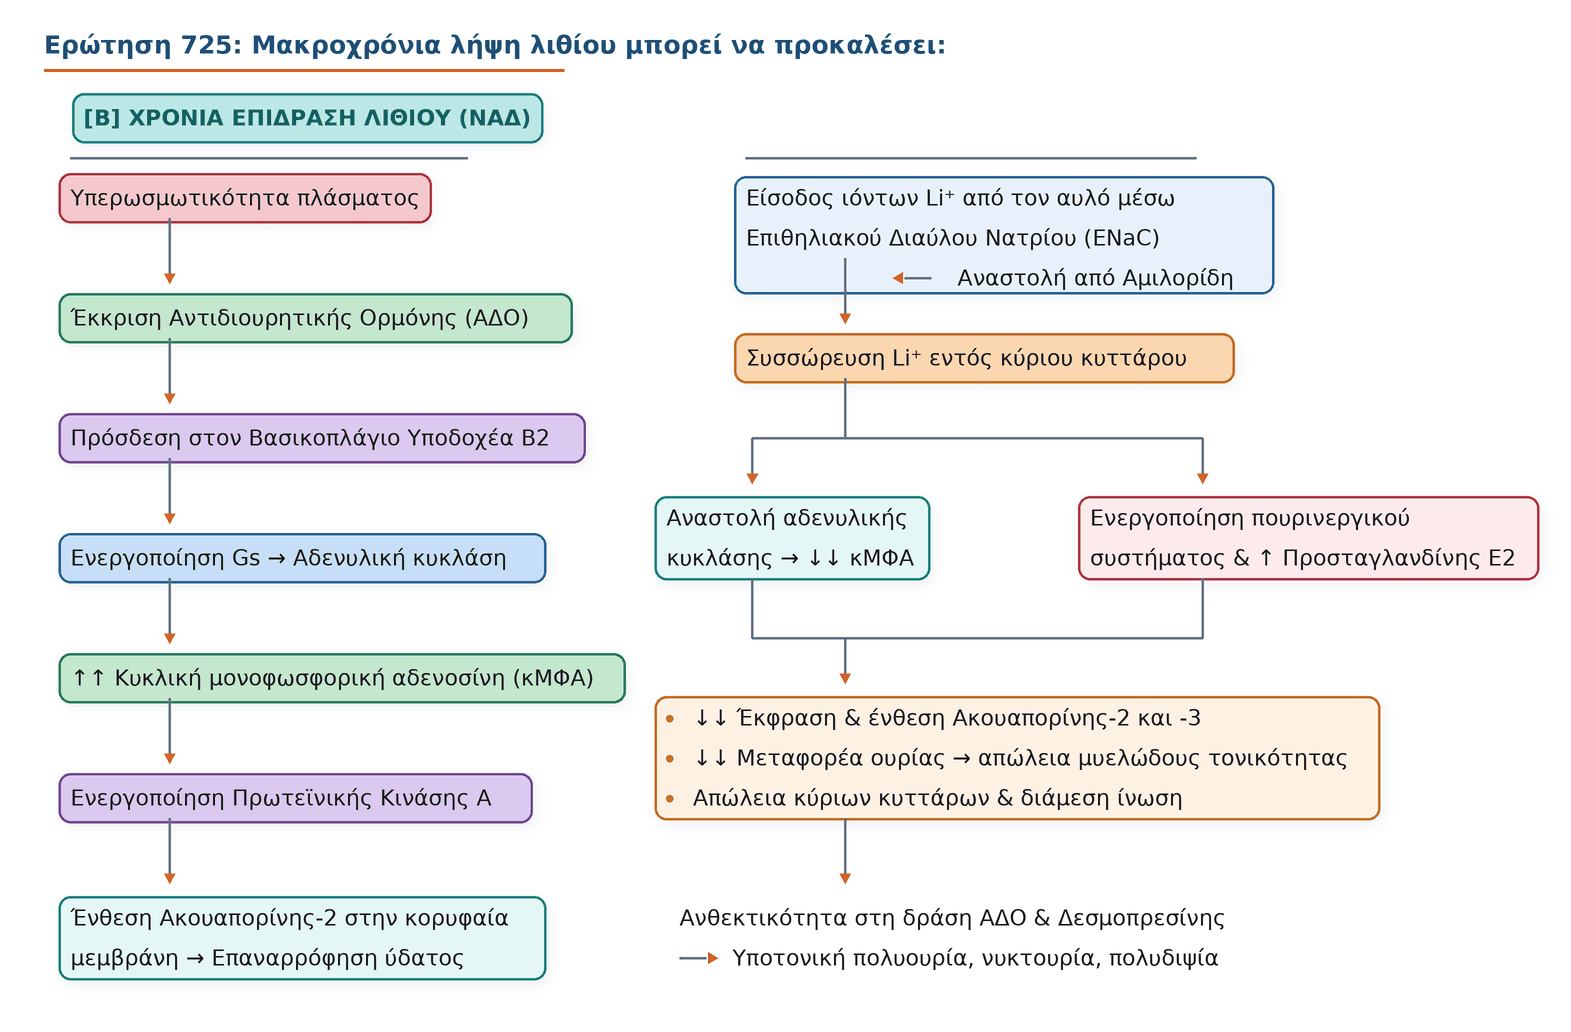 Ερώτηση 725: Μακροχρόνια λήψη λιθίου μπορεί να προκαλέσει:
[Β] ΧΡΟΝΙΑ ΕΠΙΔΡΑΣΗ ΛΙΘΙΟΥ (ΝΑΔ)
Υπερωσμωτικότητα πλάσματος
Έκκριση Αντιδιουρητικής Ορμόνης (ΑΔΟ)
Πρόσδεση στον Βασικοπλάγιο Υποδοχέα Β2
Ενεργοποίηση Gs → Αδενυλική κυκλάση
↑↑ Κυκλική μονοφωσφορική αδενοσίνη (κΜΦΑ)
Ενεργοποίηση Πρωτεϊνικής Κινάσης Α
Ένθεση Ακουαπορίνης-2 στην κορυφαία
μεμβράνη → Επαναρρόφηση ύδατος
Είσοδος ιόντων Li⁺ από τον αυλό μέσω
Επιθηλιακού Διαύλου Νατρίου (ENaC)
Αναστολή από Αμιλορίδη
Συσσώρευση Li⁺ εντός κύριου κυττάρου
Αναστολή αδενυλικής
κυκλάσης → ↓↓ κΜΦΑ
Ενεργοποίηση πουρινεργικού
συστήματος & ↑ Προσταγλανδίνης Ε2
• ↓↓ Έκφραση & ένθεση Ακουαπορίνης-2 και -3
• ↓↓ Μεταφορέα ουρίας → απώλεια μυελώδους τονικότητας
• Απώλεια κύριων κυττάρων & διάμεση ίνωση
Ανθεκτικότητα στη δράση ΑΔΟ & Δεσμοπρεσίνης
Υποτονική πολυουρία, νυκτουρία, πολυδιψία